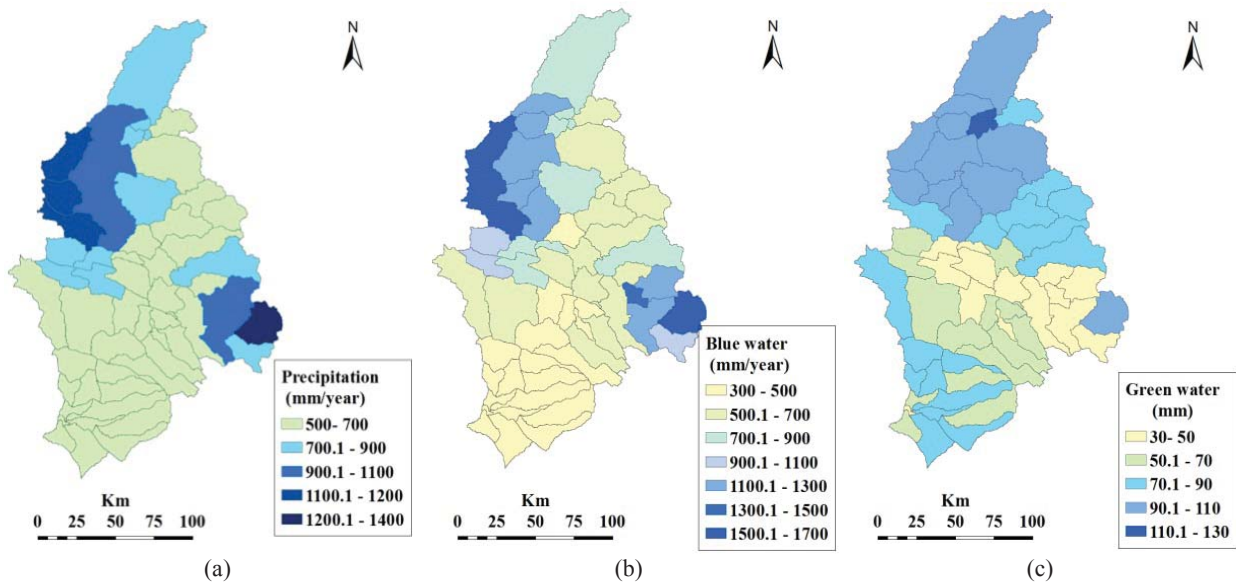 N
Precipitation
(mm/year)
500- 700
700.1 - 900
900.1 - 1100
1100.1 - 1200
1200.1 - 1400
Km
0 25 50 75 100
(a)
N
Blue water
(mm/year)
300 - 500
500.1 - 700
700.1 - 900
900.1 - 1100
1100.1 - 1300
1300.1 - 1500
1500.1 - 1700
Km
0 25 50 75 100
(b)
N
Green water
(mm)
30- 50
50.1 - 70
70.1 - 90
90.1 - 110
110.1 - 130
Km
0 25 50 75 100
(c)